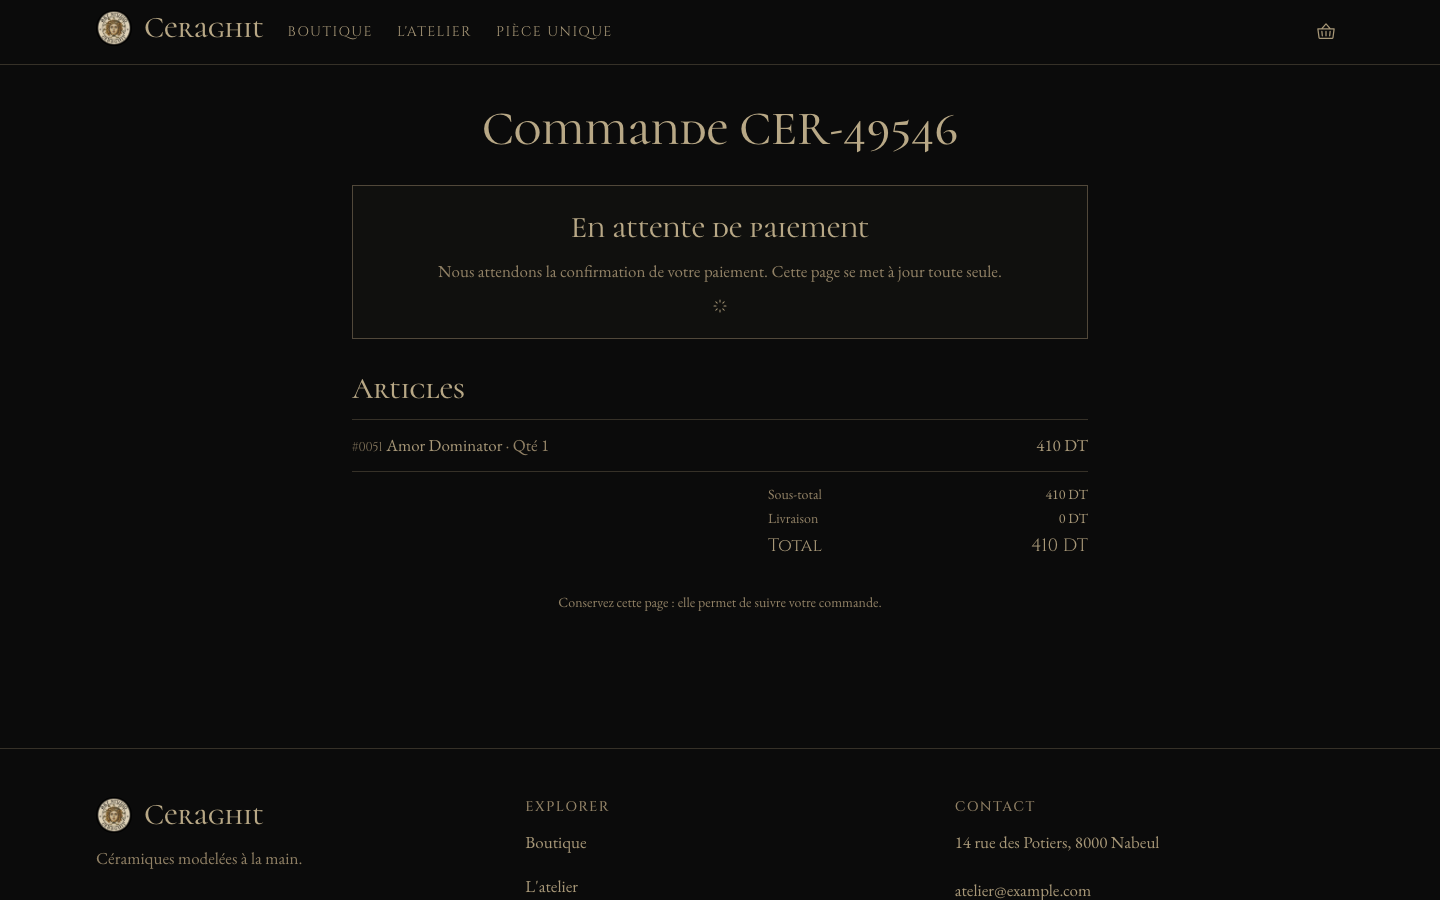 Ceraghit
BOUTIQUE
L'ATELIER
PIÈCE UNIQUE
Commande CER-49546
En attente de paiement
Nous attendons la confirmation de votre paiement. Cette page se met à jour toute seule.
Articles
#0051 Amor Dominator · Qté 1 410 DT
Sous-total 410 DT
Livraison 0 DT
Total 410 DT
Conservez cette page : elle permet de suivre votre commande.
Ceraghit
Céramiques modelées à la main.
EXPLORER
Boutique
L'atelier
CONTACT
14 rue des Potiers, 8000 Nabeul
atelier@example.com